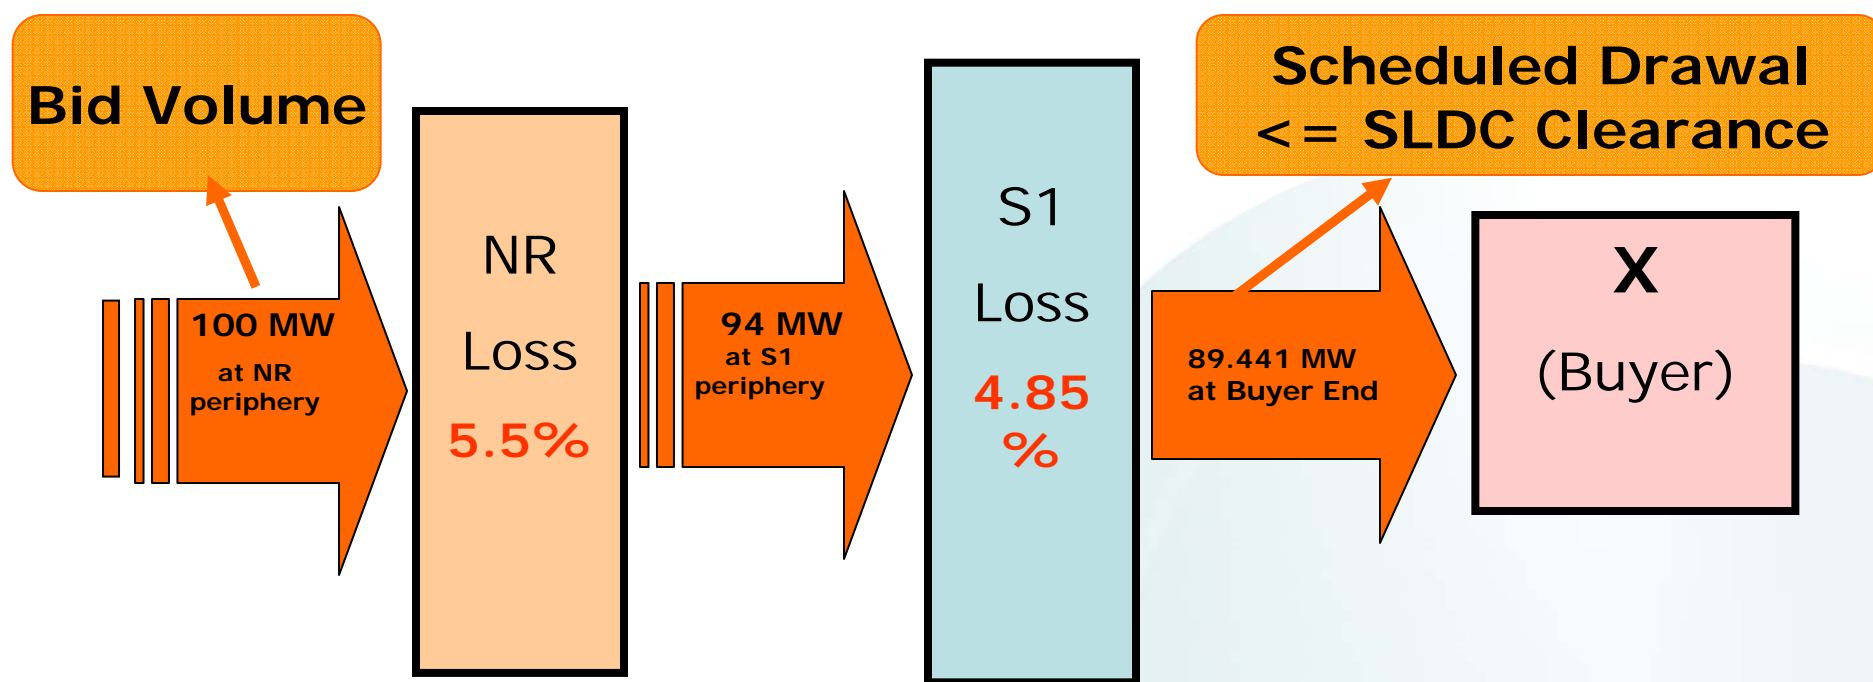 Bid Volume
100 MW
at NR
periphery
NR
Loss
5.5%
94 MW
at S1
periphery
S1
Loss
4.85
%
Scheduled Drawal
<= SLDC Clearance
89.441 MW
at Buyer End
X
(Buyer)